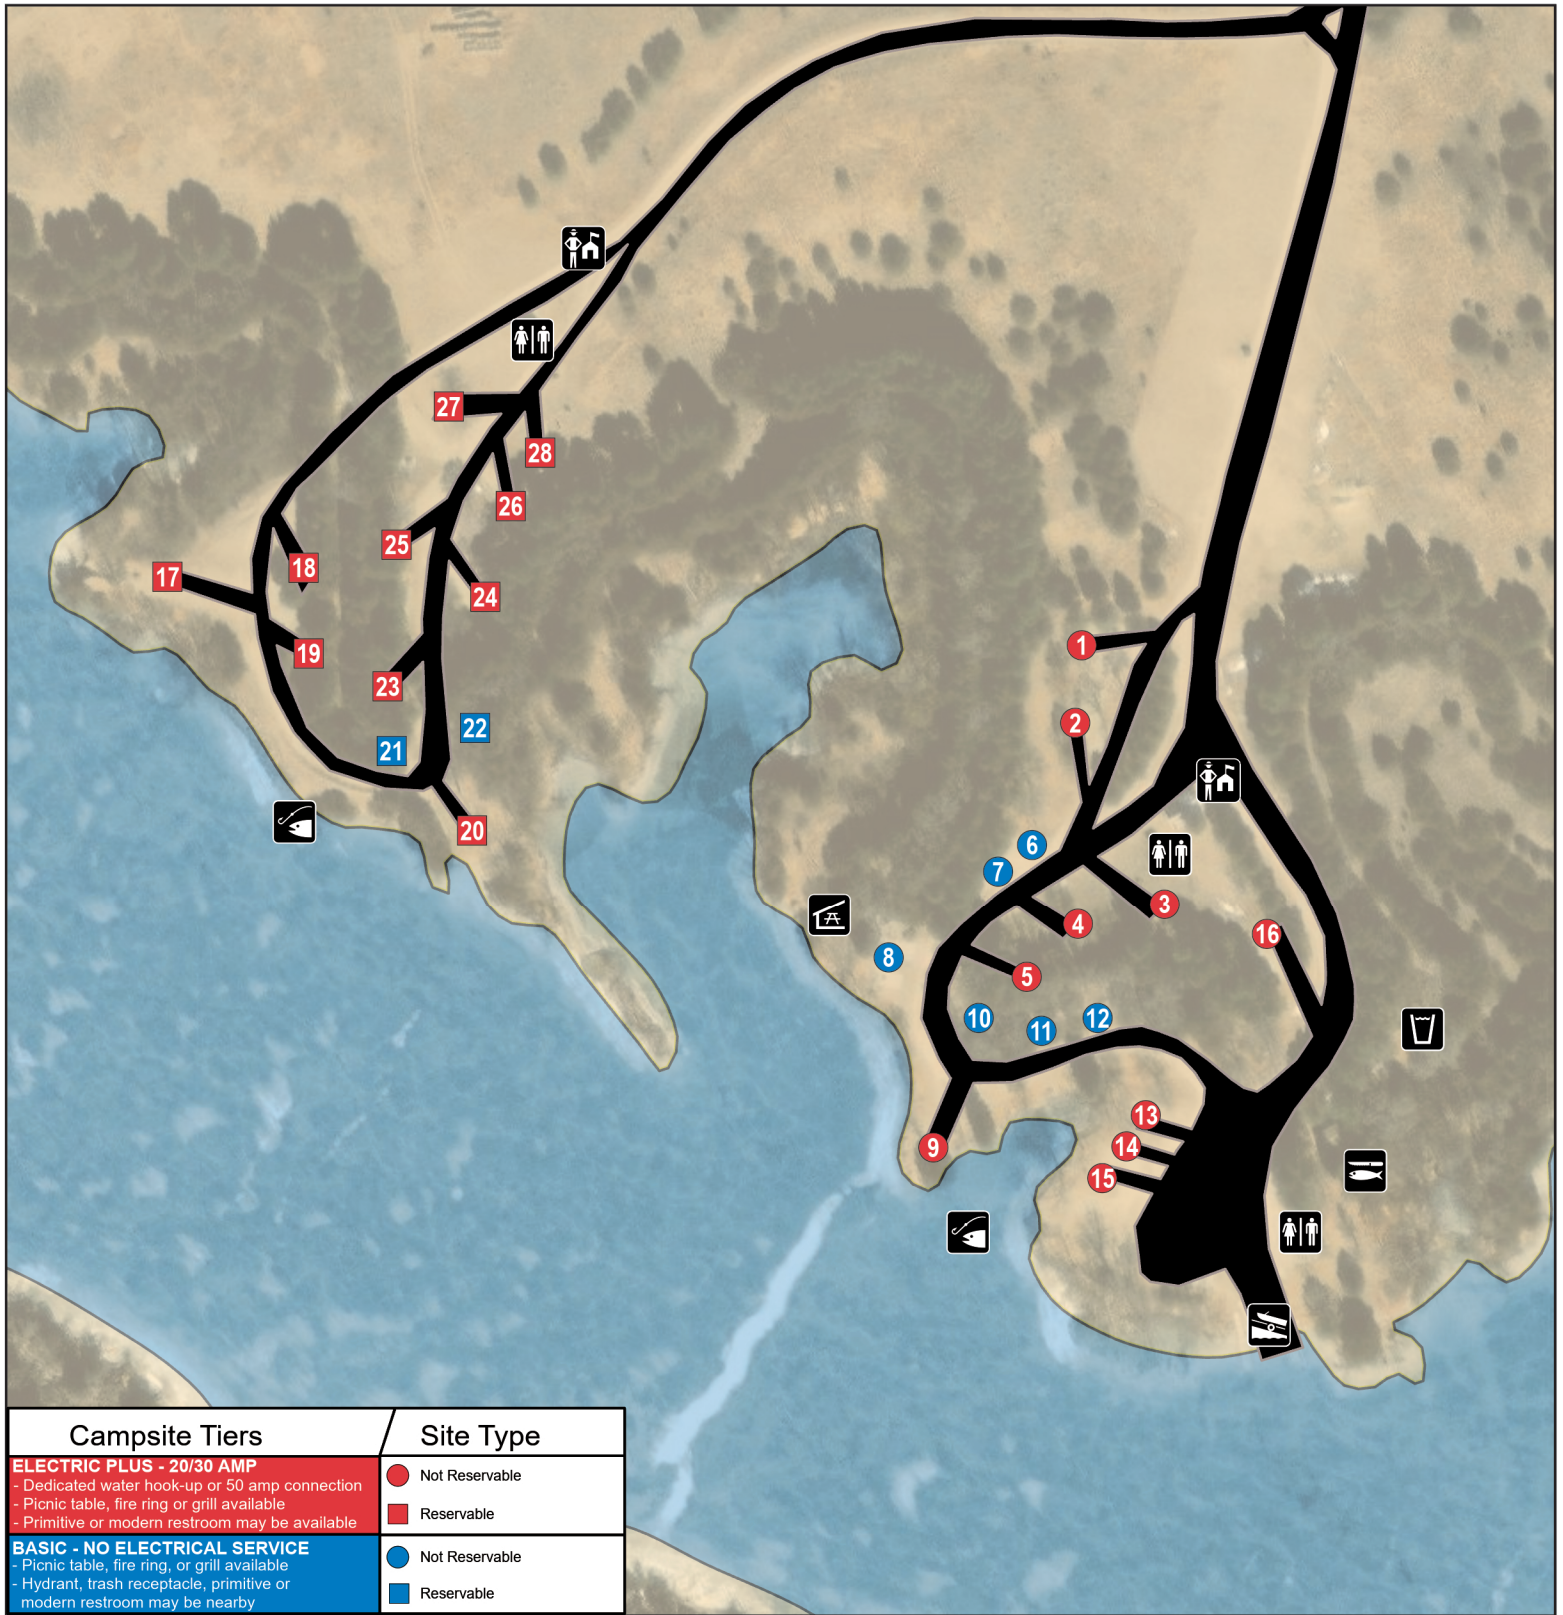 27
28
26
25
18
17
24
19
1
23
2
22
21
20
6
7
3
4
16
8
5
10
11
12
13
14
9
15
Campsite Tiers
Site Type
ELECTRIC PLUS - 20/30 AMP
- Dedicated water hook-up or 50 amp connection
- Picnic table, fire ring or grill available
- Primitive or modern restroom may be available
Not Reservable
Reservable
BASIC - NO ELECTRICAL SERVICE
- Picnic table, fire ring, or grill available
- Hydrant, trash receptacle, primitive or
modern restroom may be nearby
Not Reservable
Reservable